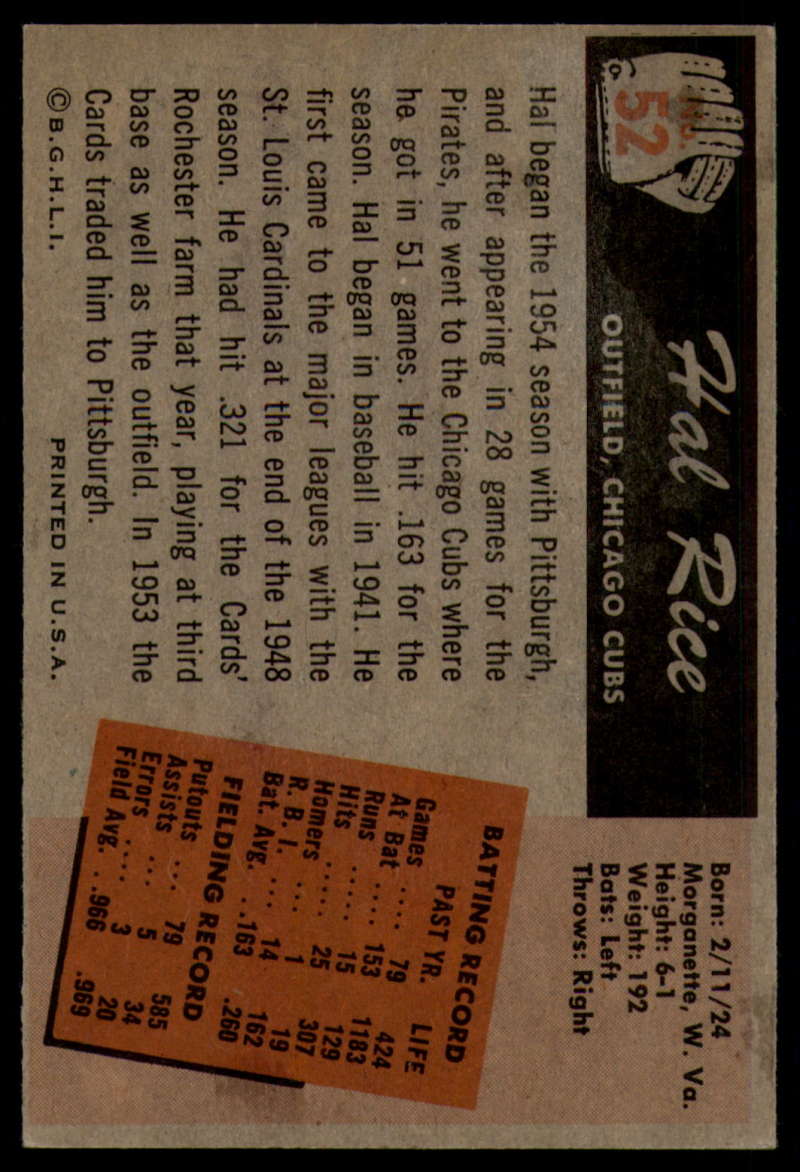 No.
52
Hal Rice
OUTFIELD, CHICAGO CUBS
Born: 2/11/24
Morganette, W. Va.
Height: 6-1
Weight: 192
Bats: Left
Throws: Right
Hal began the 1954 season with Pittsburgh,
and after appearing in 28 games for the
Pirates, he went to the Chicago Cubs where
he got in 51 games. He hit .163 for the
season. Hal began in baseball in 1941. He
first came to the major leagues with the
St. Louis Cardinals at the end of the 1948
season. He had hit .321 for the Cards'
Rochester farm that year, playing at third
base as well as the outfield. In 1953 the
Cards traded him to Pittsburgh.
BATTING RECORD
PAST YR. LIFE
Games .... 79 424
At Bat .... 153 1183
Runs ..... 15 129
Hits ..... 25 307
Homers ... 1 19
R. B. I. ... 14 162
Bat. Avg. ..163 .260
FIELDING RECORD
Putouts ... 79 585
Assists ... 5 34
Errors .... 3 20
Field Avg. ..966 .969
© B.G.H.L.I. PRINTED IN U.S.A.